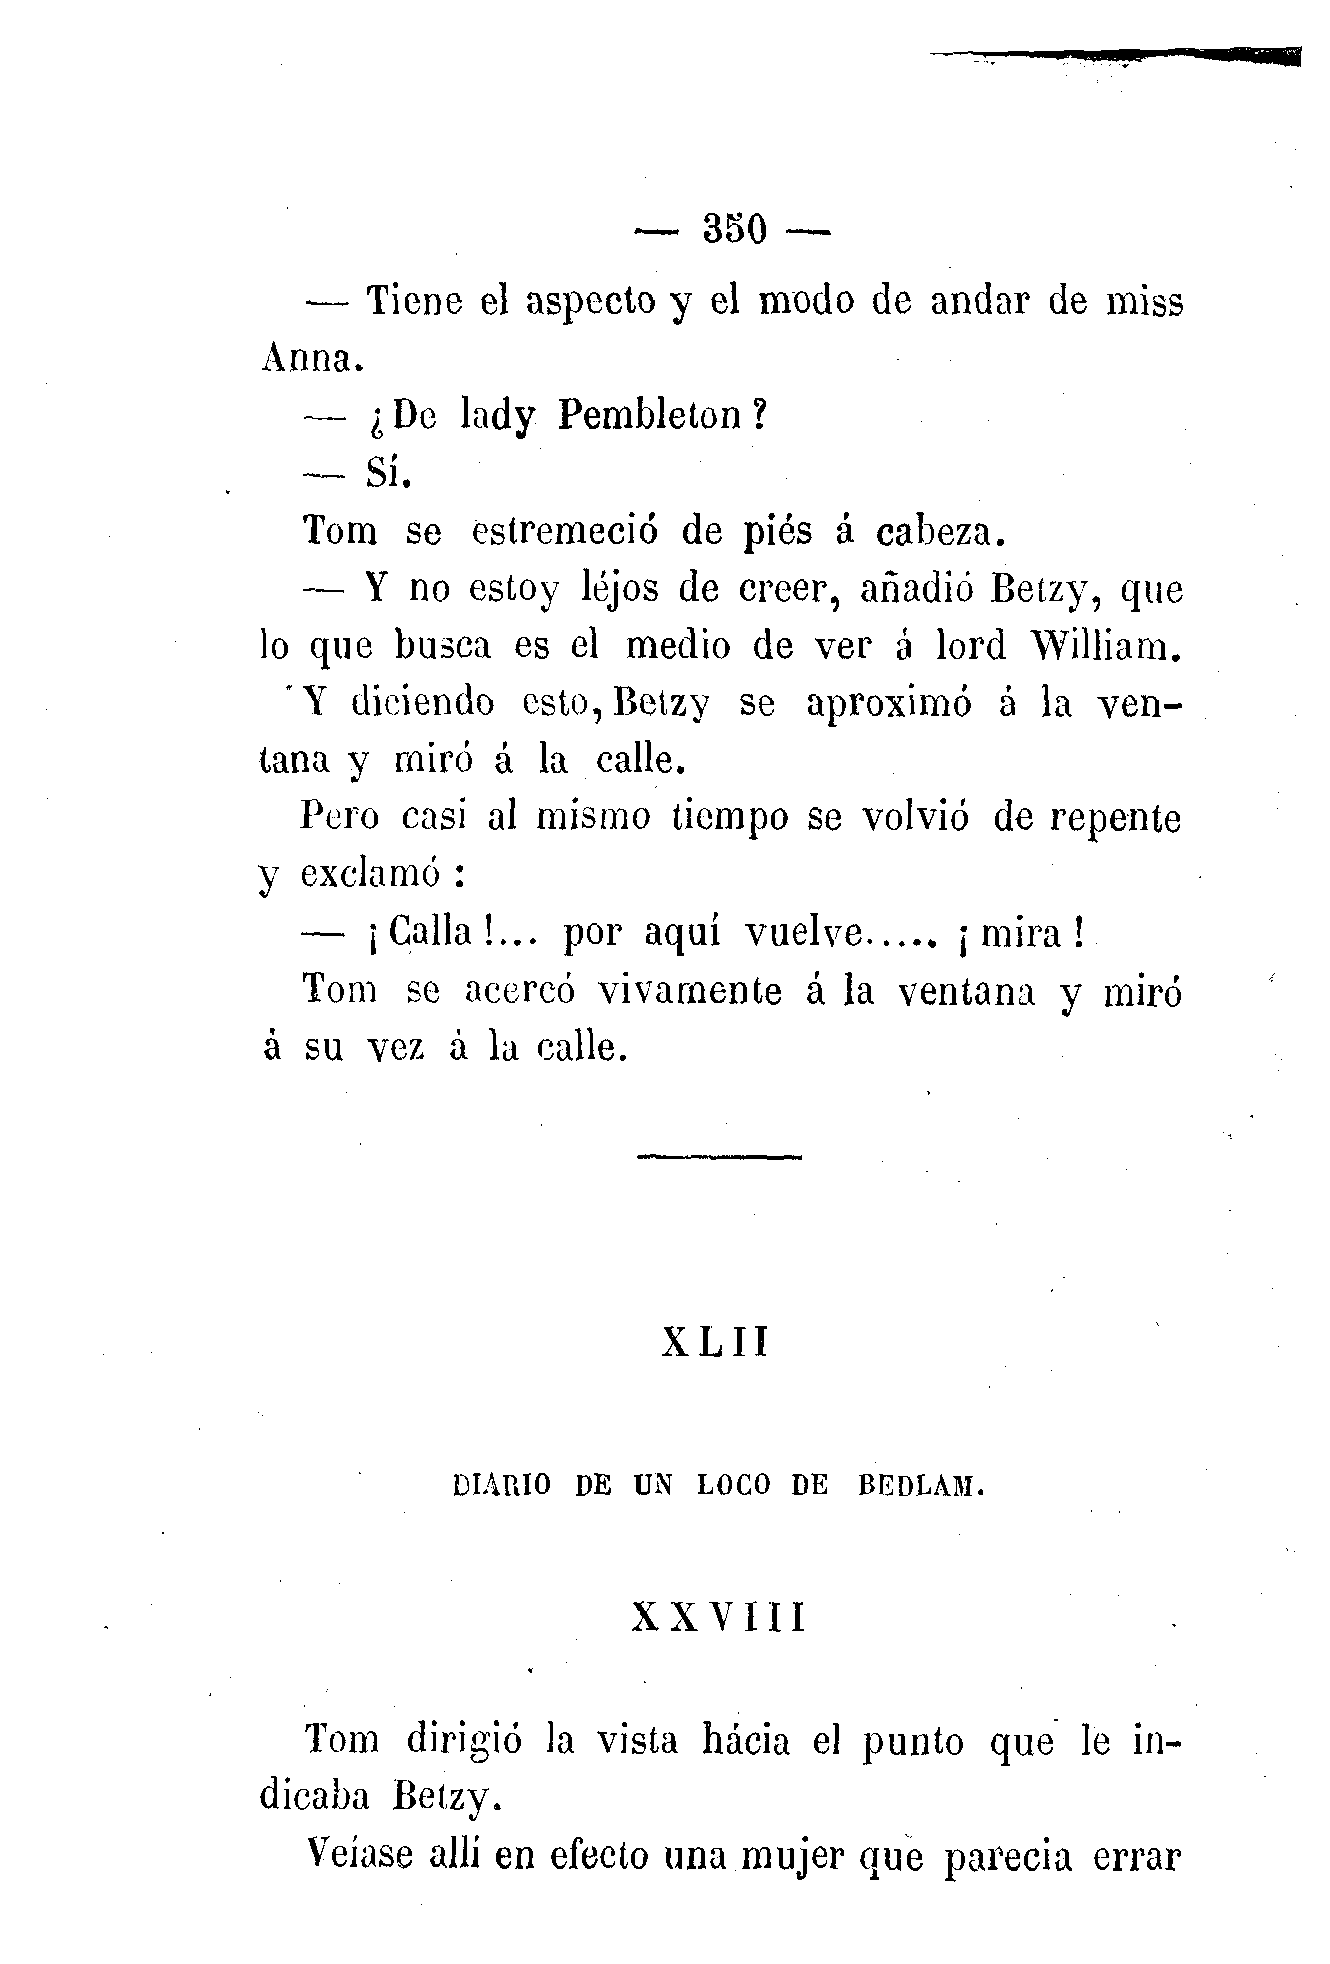 — 350 —
— Tiene el aspecto y el modo de andar de miss
Anna.
— ¿De lady Pembleton?
— Sí.
Tom se estremeció de piés á cabeza.
— Y no estoy léjos de creer, añadió Betzy, que
lo que busca es el medio de ver á lord William.
Y diciendo esto, Betzy se aproximó á la ven-
tana y miró á la calle.
Pero casi al mismo tiempo se volvió de repente
y exclamó :
— ¡Calla!... por aquí vuelve..... ¡mira!
Tom se acercó vivamente á la ventana y miró
á su vez á la calle.
XLII
DIARIO DE UN LOCO DE BEDLAM.
XXVIII
Tom dirigió la vista hácia el punto que le in-
dicaba Betzy.
Veíase allí en efecto una mujer que parecia errar